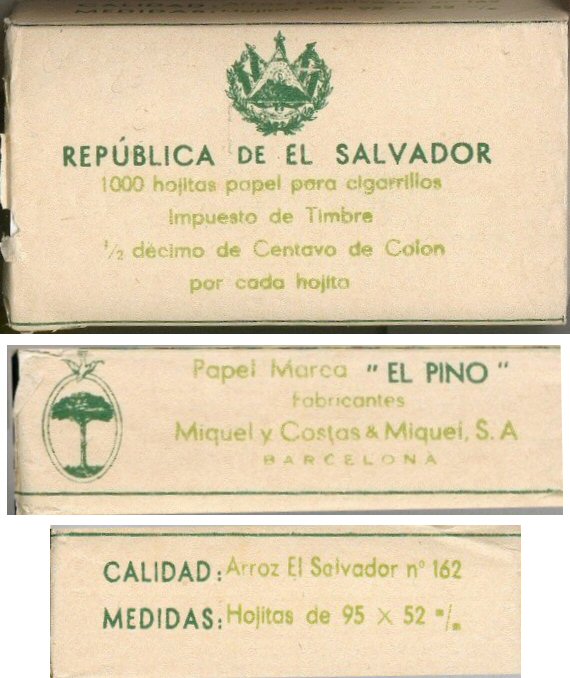 CALIDAD:
MEDIDAS:
REPÚBLICA DE EL SALVADOR
1000 hojitas papel para cigarrillos
Impuesto de Timbre
1/2 décimo de Centavo de Colon
por cada hojita
Papel Marca "EL PINO"
Fabricantes
Miquel y Costas & Miquel, S.A
BARCELONA
CALIDAD: Arroz El Salvador nº 162
MEDIDAS: Hojitas de 95 x 52 m/m